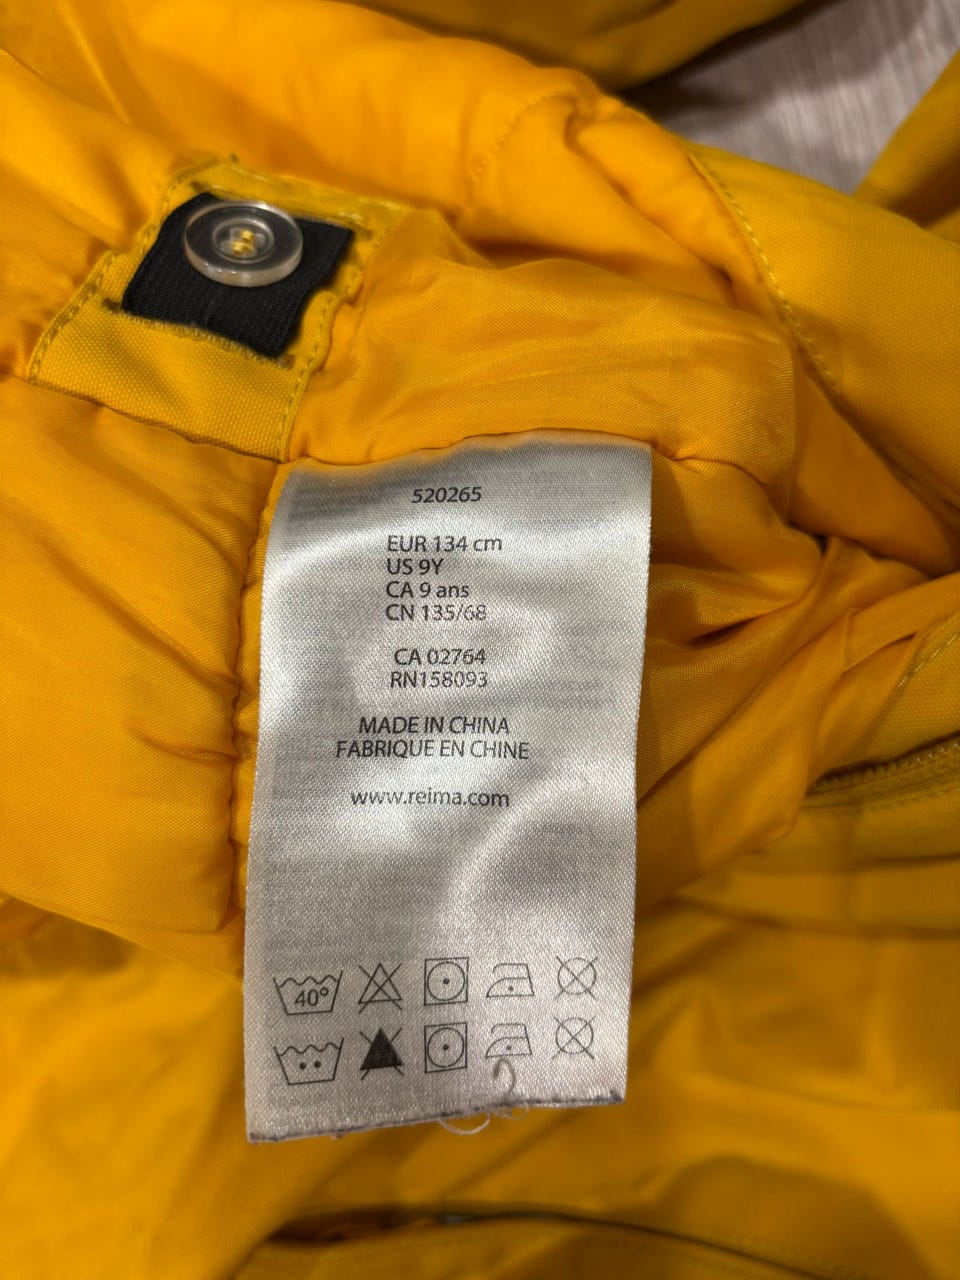 520265
EUR 134 cm
US 9Y
CA 9 ans
CN 135/68
CA 02764
RN158093
MADE IN CHINA
FABRIQUE EN CHINE
www.reima.com
40°